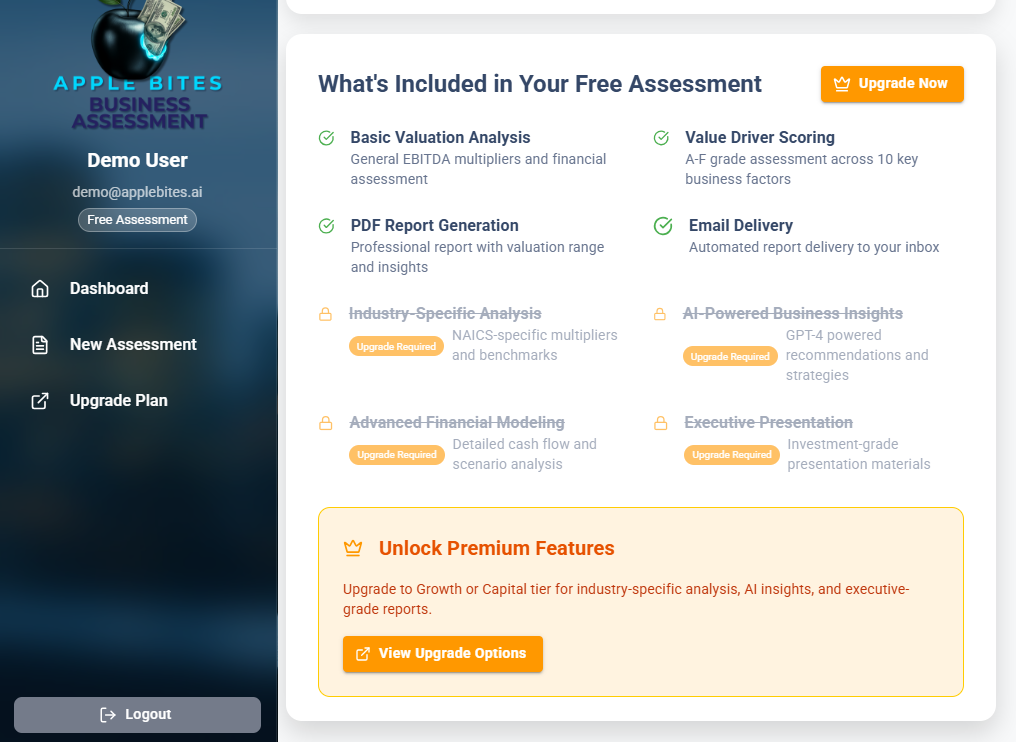 APPLE BITES
BUSINESS
ASSESSMENT
Demo User
demo@applebites.ai
Free Assessment
Dashboard
New Assessment
Upgrade Plan
Logout
What's Included in Your Free Assessment
Upgrade Now
Basic Valuation Analysis
General EBITDA multipliers and financial
assessment
Value Driver Scoring
A-F grade assessment across 10 key
business factors
PDF Report Generation
Professional report with valuation range
and insights
Email Delivery
Automated report delivery to your inbox
Industry-Specific Analysis
Upgrade Required
NAICS-specific multipliers
and benchmarks
AI-Powered Business Insights
Upgrade Required
GPT-4 powered
recommendations and
strategies
Advanced Financial Modeling
Upgrade Required
Detailed cash flow and
scenario analysis
Executive Presentation
Upgrade Required
Investment-grade
presentation materials
Unlock Premium Features
Upgrade to Growth or Capital tier for industry-specific analysis, AI insights, and executive-
grade reports.
View Upgrade Options